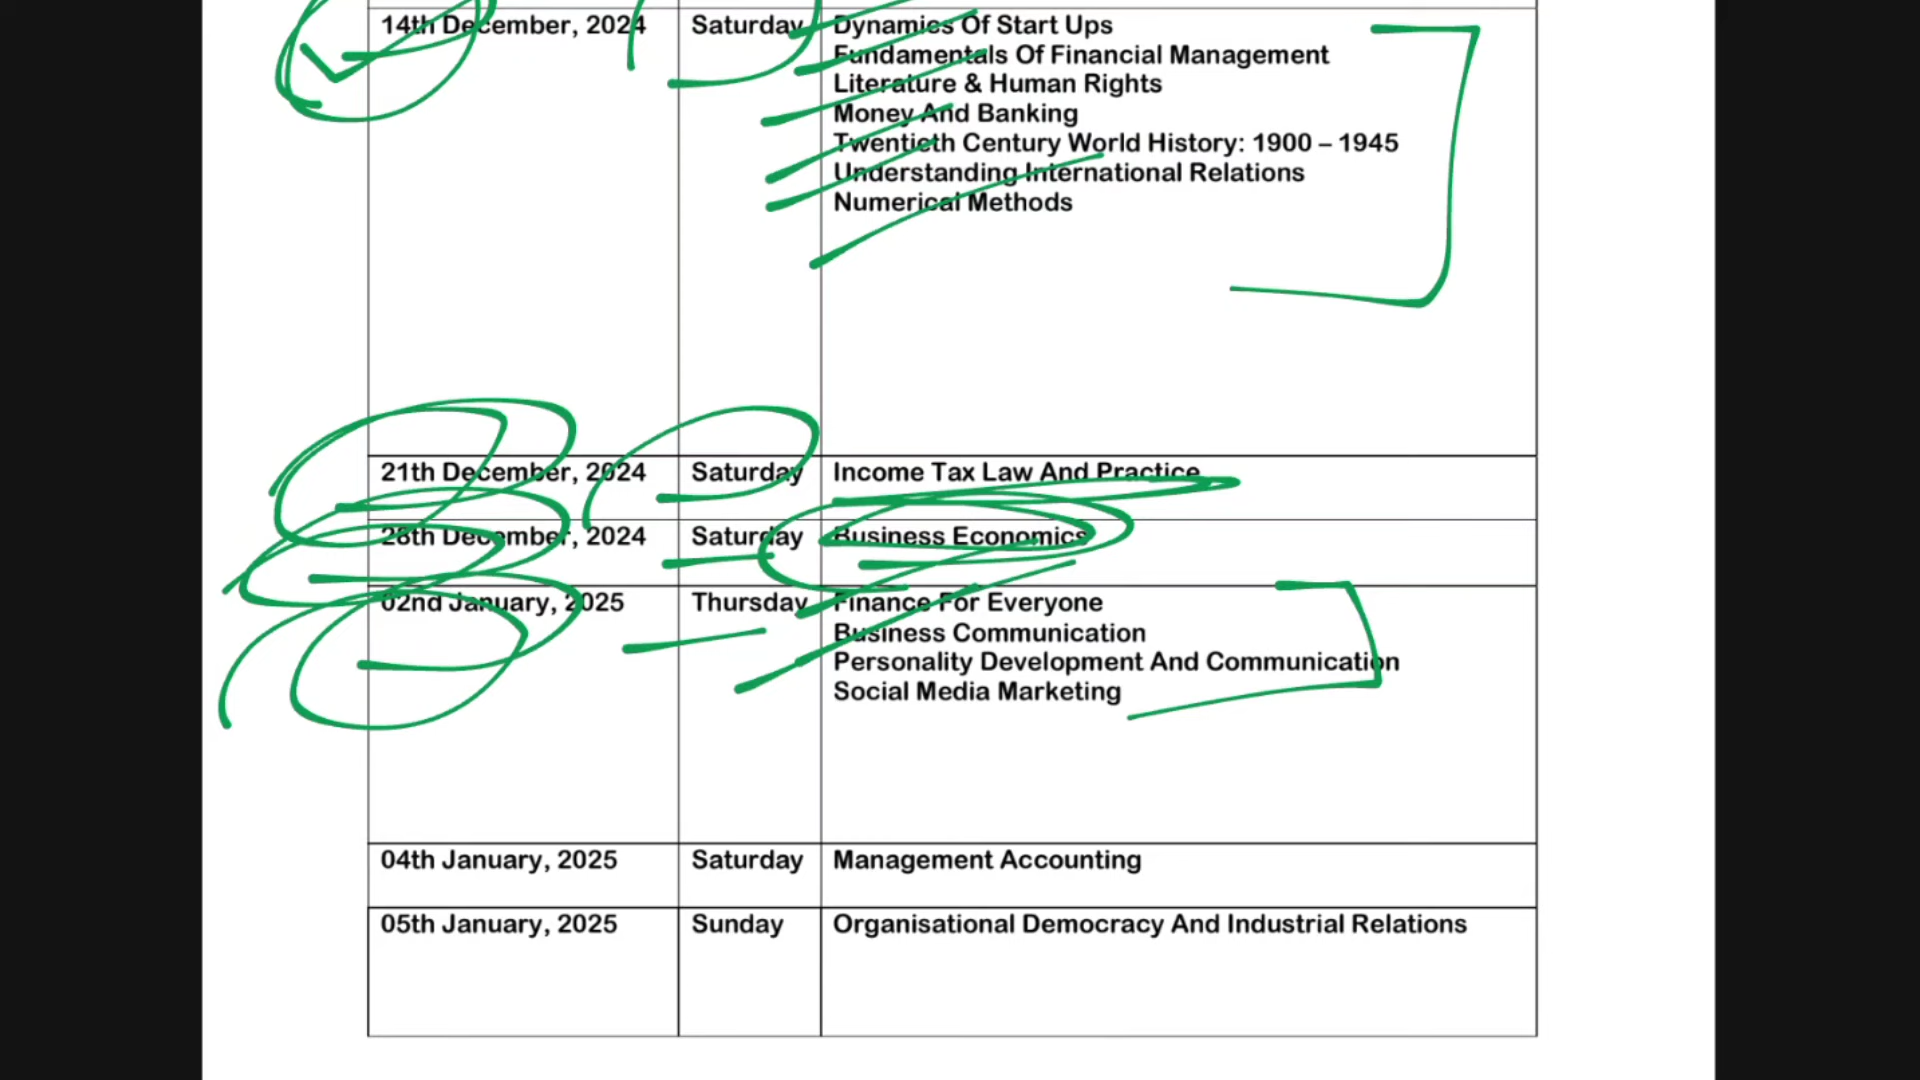 14th December, 2024 Saturday Dynamics Of Start Ups
Fundamentals Of Financial Management
Literature & Human Rights
Money And Banking
Twentieth Century World History: 1900 – 1945
Understanding International Relations
Numerical Methods
21th December, 2024 Saturday Income Tax Law And Practice
28th December, 2024 Saturday Business Economics
02nd January, 2025 Thursday Finance For Everyone
Business Communication
Personality Development And Communication
Social Media Marketing
04th January, 2025 Saturday Management Accounting
05th January, 2025 Sunday Organisational Democracy And Industrial Relations